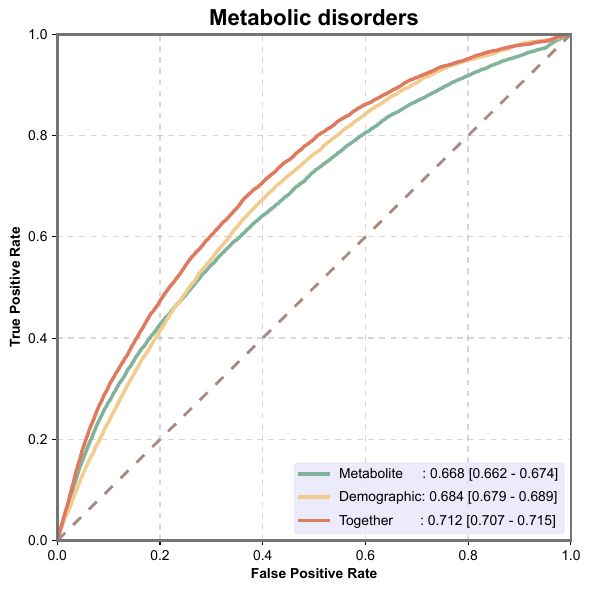 Metabolic disorders
True Positive Rate
1.0
0.8
0.6
0.4
0.2
0.0
Metabolite : 0.668 [0.662 - 0.674]
Demographic: 0.684 [0.679 - 0.689]
Together : 0.712 [0.707 - 0.715]
0.0 0.2 0.4 0.6 0.8 1.0
False Positive Rate